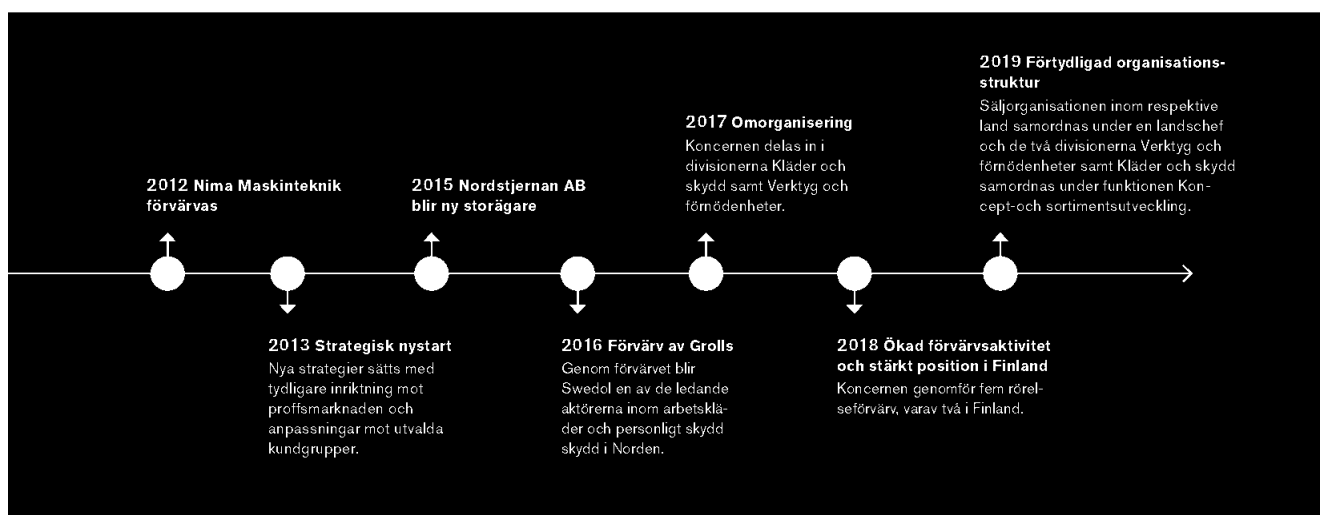 2012 Nima Maskinteknik
förvärvas
2013 Strategisk nystart
Nya strategier sätts med
tydligare inriktning mot
proffsmarknaden och
anpassningar mot utvalda
kundgrupper.
2015 Nordstjernan AB
blir ny storägare
2016 Förvärv av Grolls
Genom förvärvet blir
Swedol en av de ledande
aktörerna inom arbetsklä-
der och personligt skydd
skydd i Norden.
2017 Omorganisering
Koncernen delas in i
divisionerna Kläder och
skydd samt Verktyg och
förnödenheter.
2018 Ökad förvärvsaktivitet
och stärkt position i Finland
Koncernen genomför fem rörel-
seförvärv, varav två i Finland.
2019 Förtydligad organisations-
struktur
Säljorganisationen inom respektive
land samordnas under en landschef
och de två divisionerna Verktyg och
förnödenheter samt Kläder och skydd
samordnas under funktionen Kon-
cept-och sortimentsutveckling.